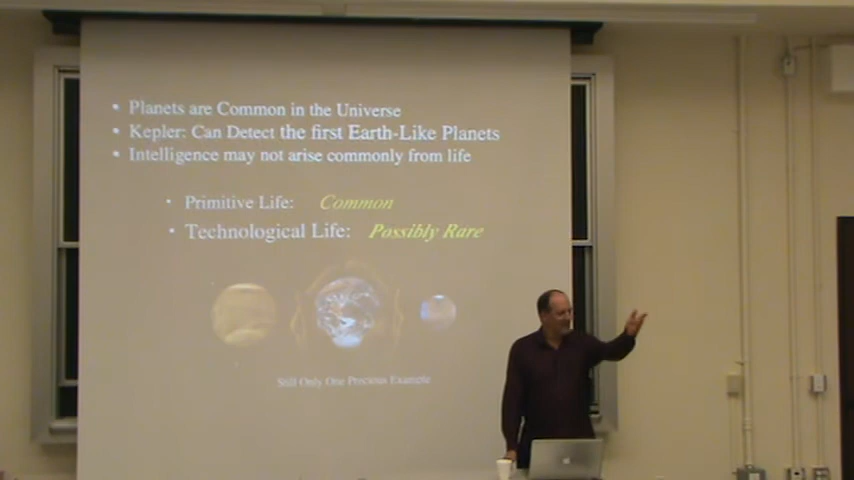 • Planets are Common in the Universe
• Kepler: Can Detect the first Earth-Like Planets
• Intelligence may not arise commonly from life
• Primitive Life: Common
• Technological Life: Possibly Rare
Still Only One Precious Example